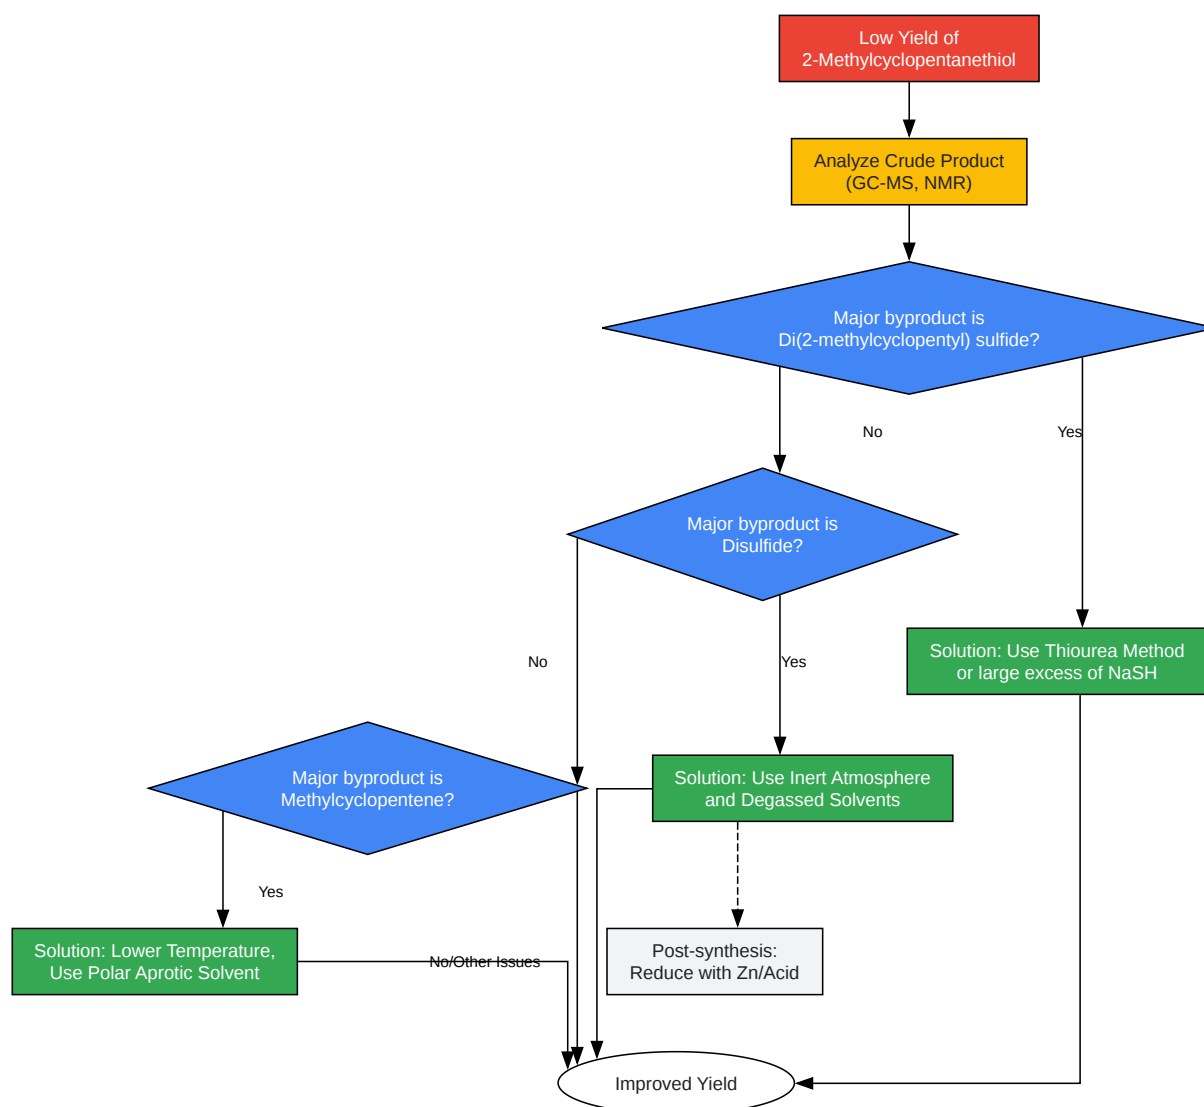 Low Yield of
2-Methylcyclopentanethiol
Analyze Crude Product
(GC-MS, NMR)
Major byproduct is
Di(2-methylcyclopentyl) sulfide?
No
Yes
Major byproduct is
Disulfide?
Solution: Use Thiourea Method
or large excess of NaSH
No
Yes
Major byproduct is
Methylcyclopentene?
Solution: Use Inert Atmosphere
and Degassed Solvents
Yes
Solution: Lower Temperature,
Use Polar Aprotic Solvent
No/Other Issues
Post-synthesis:
Reduce with Zn/Acid
Improved Yield